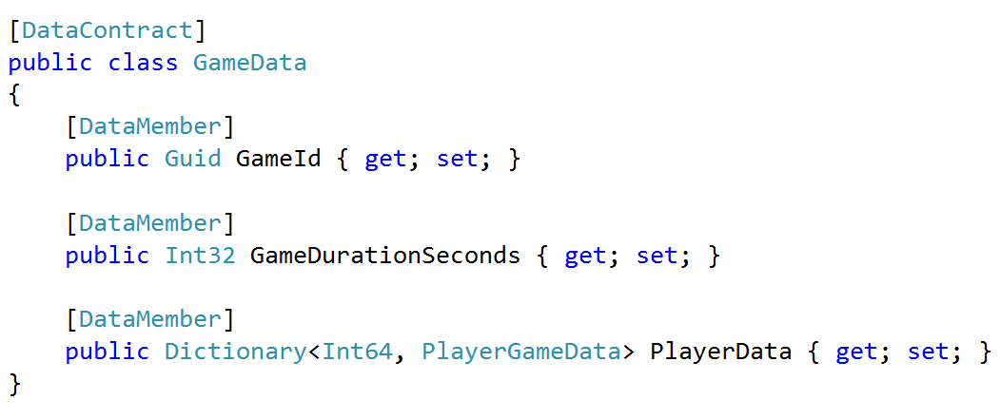 [DataContract]
public class GameData
{
    [DataMember]
    public Guid GameId { get; set; }

    [DataMember]
    public Int32 GameDurationSeconds { get; set; }

    [DataMember]
    public Dictionary<Int64, PlayerGameData> PlayerData { get; set; }
}